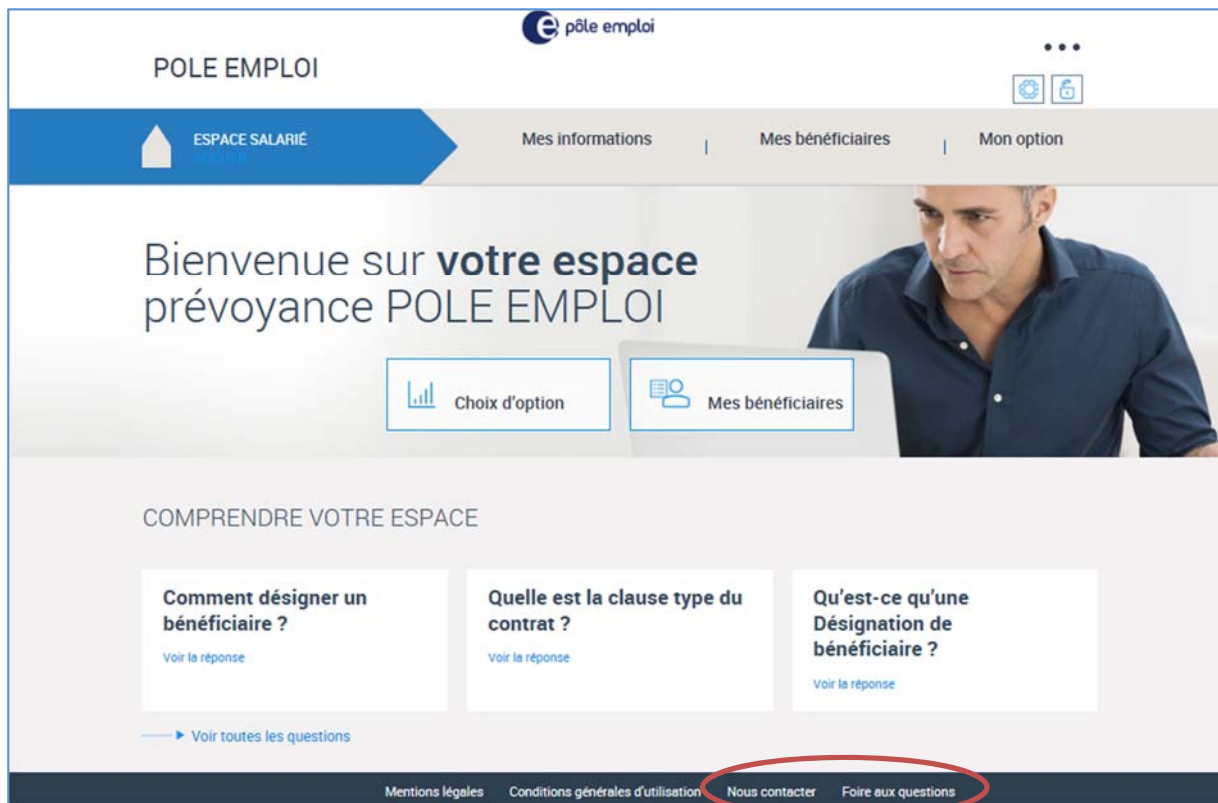 pôle emploi
POLE EMPLOI
ESPACE SALARIÉ
Mes informations
Mes bénéficiaires
Mon option
Bienvenue sur votre espace
prévoyance POLE EMPLOI
Choix d'option
Mes bénéficiaires
COMPRENDRE VOTRE ESPACE
Comment désigner un
bénéficiaire ?
Voir la réponse
Quelle est la clause type du
contrat ?
Voir la réponse
Qu'est-ce qu'une
Désignation de
bénéficiaire ?
Voir la réponse
Voir toutes les questions
Mentions légales Conditions générales d'utilisation Nous contacter Foire aux questions